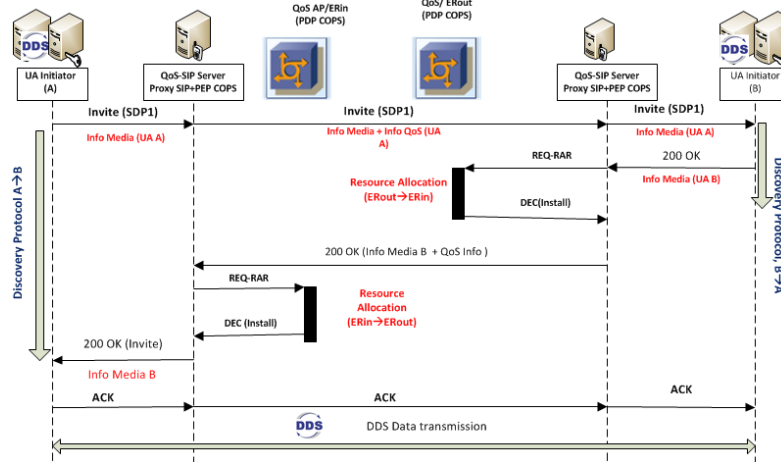 QoS AP/ERin
(PDP COPS)
QoS/ ERout
(PDP COPS)
DDS
DDS
UA Initiator
(A)
QoS-SIP Server
Proxy SIP+PEP COPS
QoS-SIP Server
Proxy SIP+PEP COPS
UA Initiator
(B)
Invite (SDP1)
Invite (SDP1)
Invite (SDP1)
Info Media (UA A)
Info Media + Info QoS (UA
A)
Info Media (UA A)
REQ-RAR
200 OK
Info Media (UA B)
Resource Allocation
(ERout→ERin)
DEC(Install)
Discovery Protocol A→B
Discovery Protocol, B→A
200 OK (Info Media B + QoS Info )
REQ-RAR
Resource
Allocation
(ERin→ERout)
DEC (Install)
200 OK (Invite)
Info Media B
ACK
ACK
ACK
DDS
DDS Data transmission